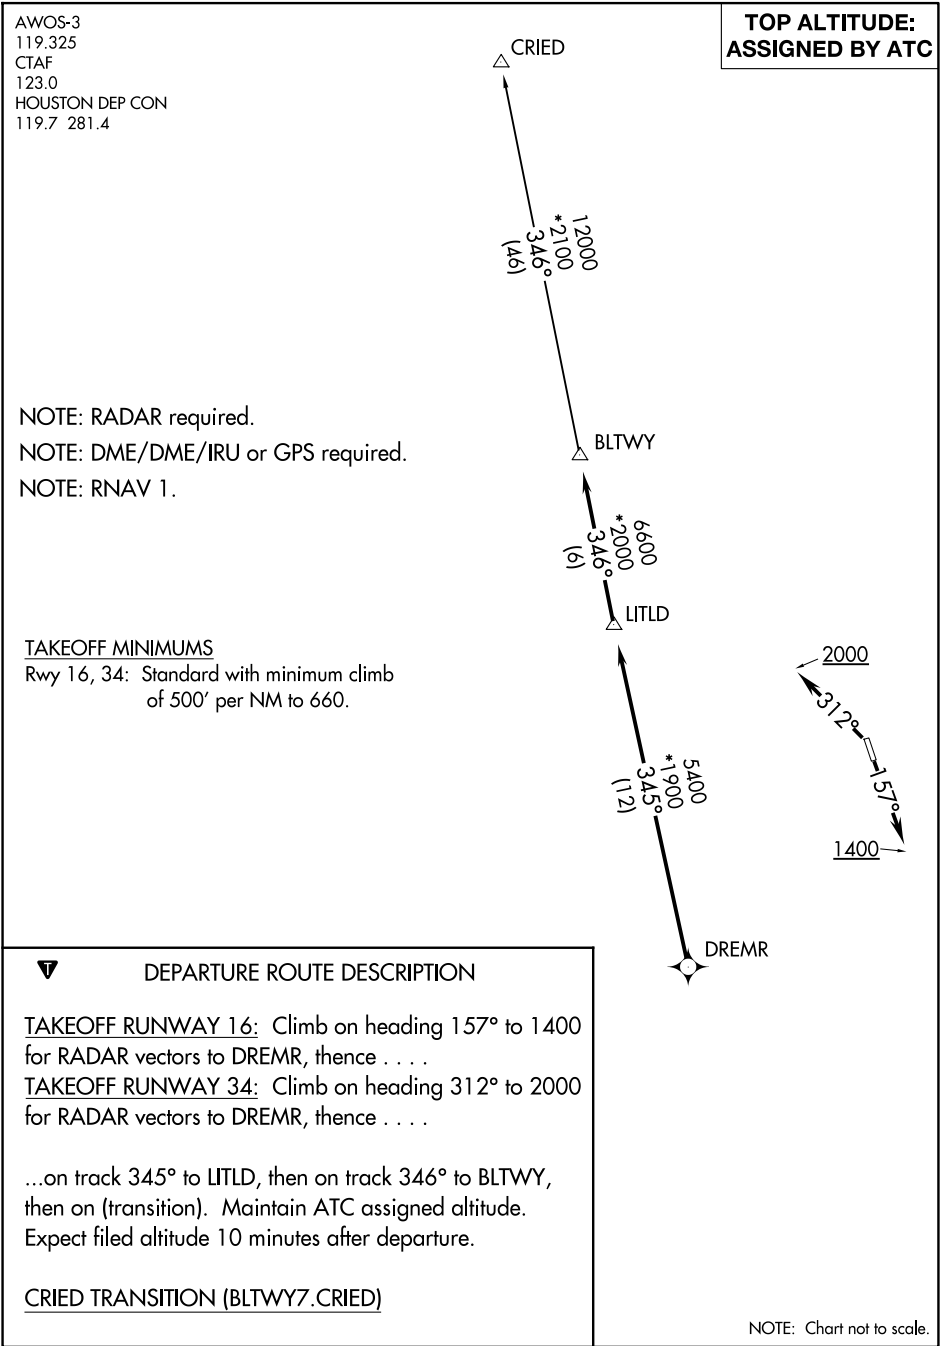 AWOS-3
119.325
CTAF
123.0
HOUSTON DEP CON
119.7 281.4
TOP ALTITUDE:
ASSIGNED BY ATC
CRIED
12000
*2100
346°
(46)
NOTE: RADAR required.
NOTE: DME/DME/IRU or GPS required.
NOTE: RNAV 1.
BLTWY
6600
*2000
346°
(6)
LITLD
TAKEOFF MINIMUMS
Rwy 16, 34: Standard with minimum climb
of 500' per NM to 660.
2000
312°
157°
1400
5400
*1900
345°
(12)
DREMR
T DEPARTURE ROUTE DESCRIPTION
TAKEOFF RUNWAY 16: Climb on heading 157° to 1400
for RADAR vectors to DREMR, thence . . . .
TAKEOFF RUNWAY 34: Climb on heading 312° to 2000
for RADAR vectors to DREMR, thence . . . .
...on track 345° to LITLD, then on track 346° to BLTWY,
then on (transition). Maintain ATC assigned altitude.
Expect filed altitude 10 minutes after departure.
CRIED TRANSITION (BLTWY7.CRIED)
NOTE: Chart not to scale.